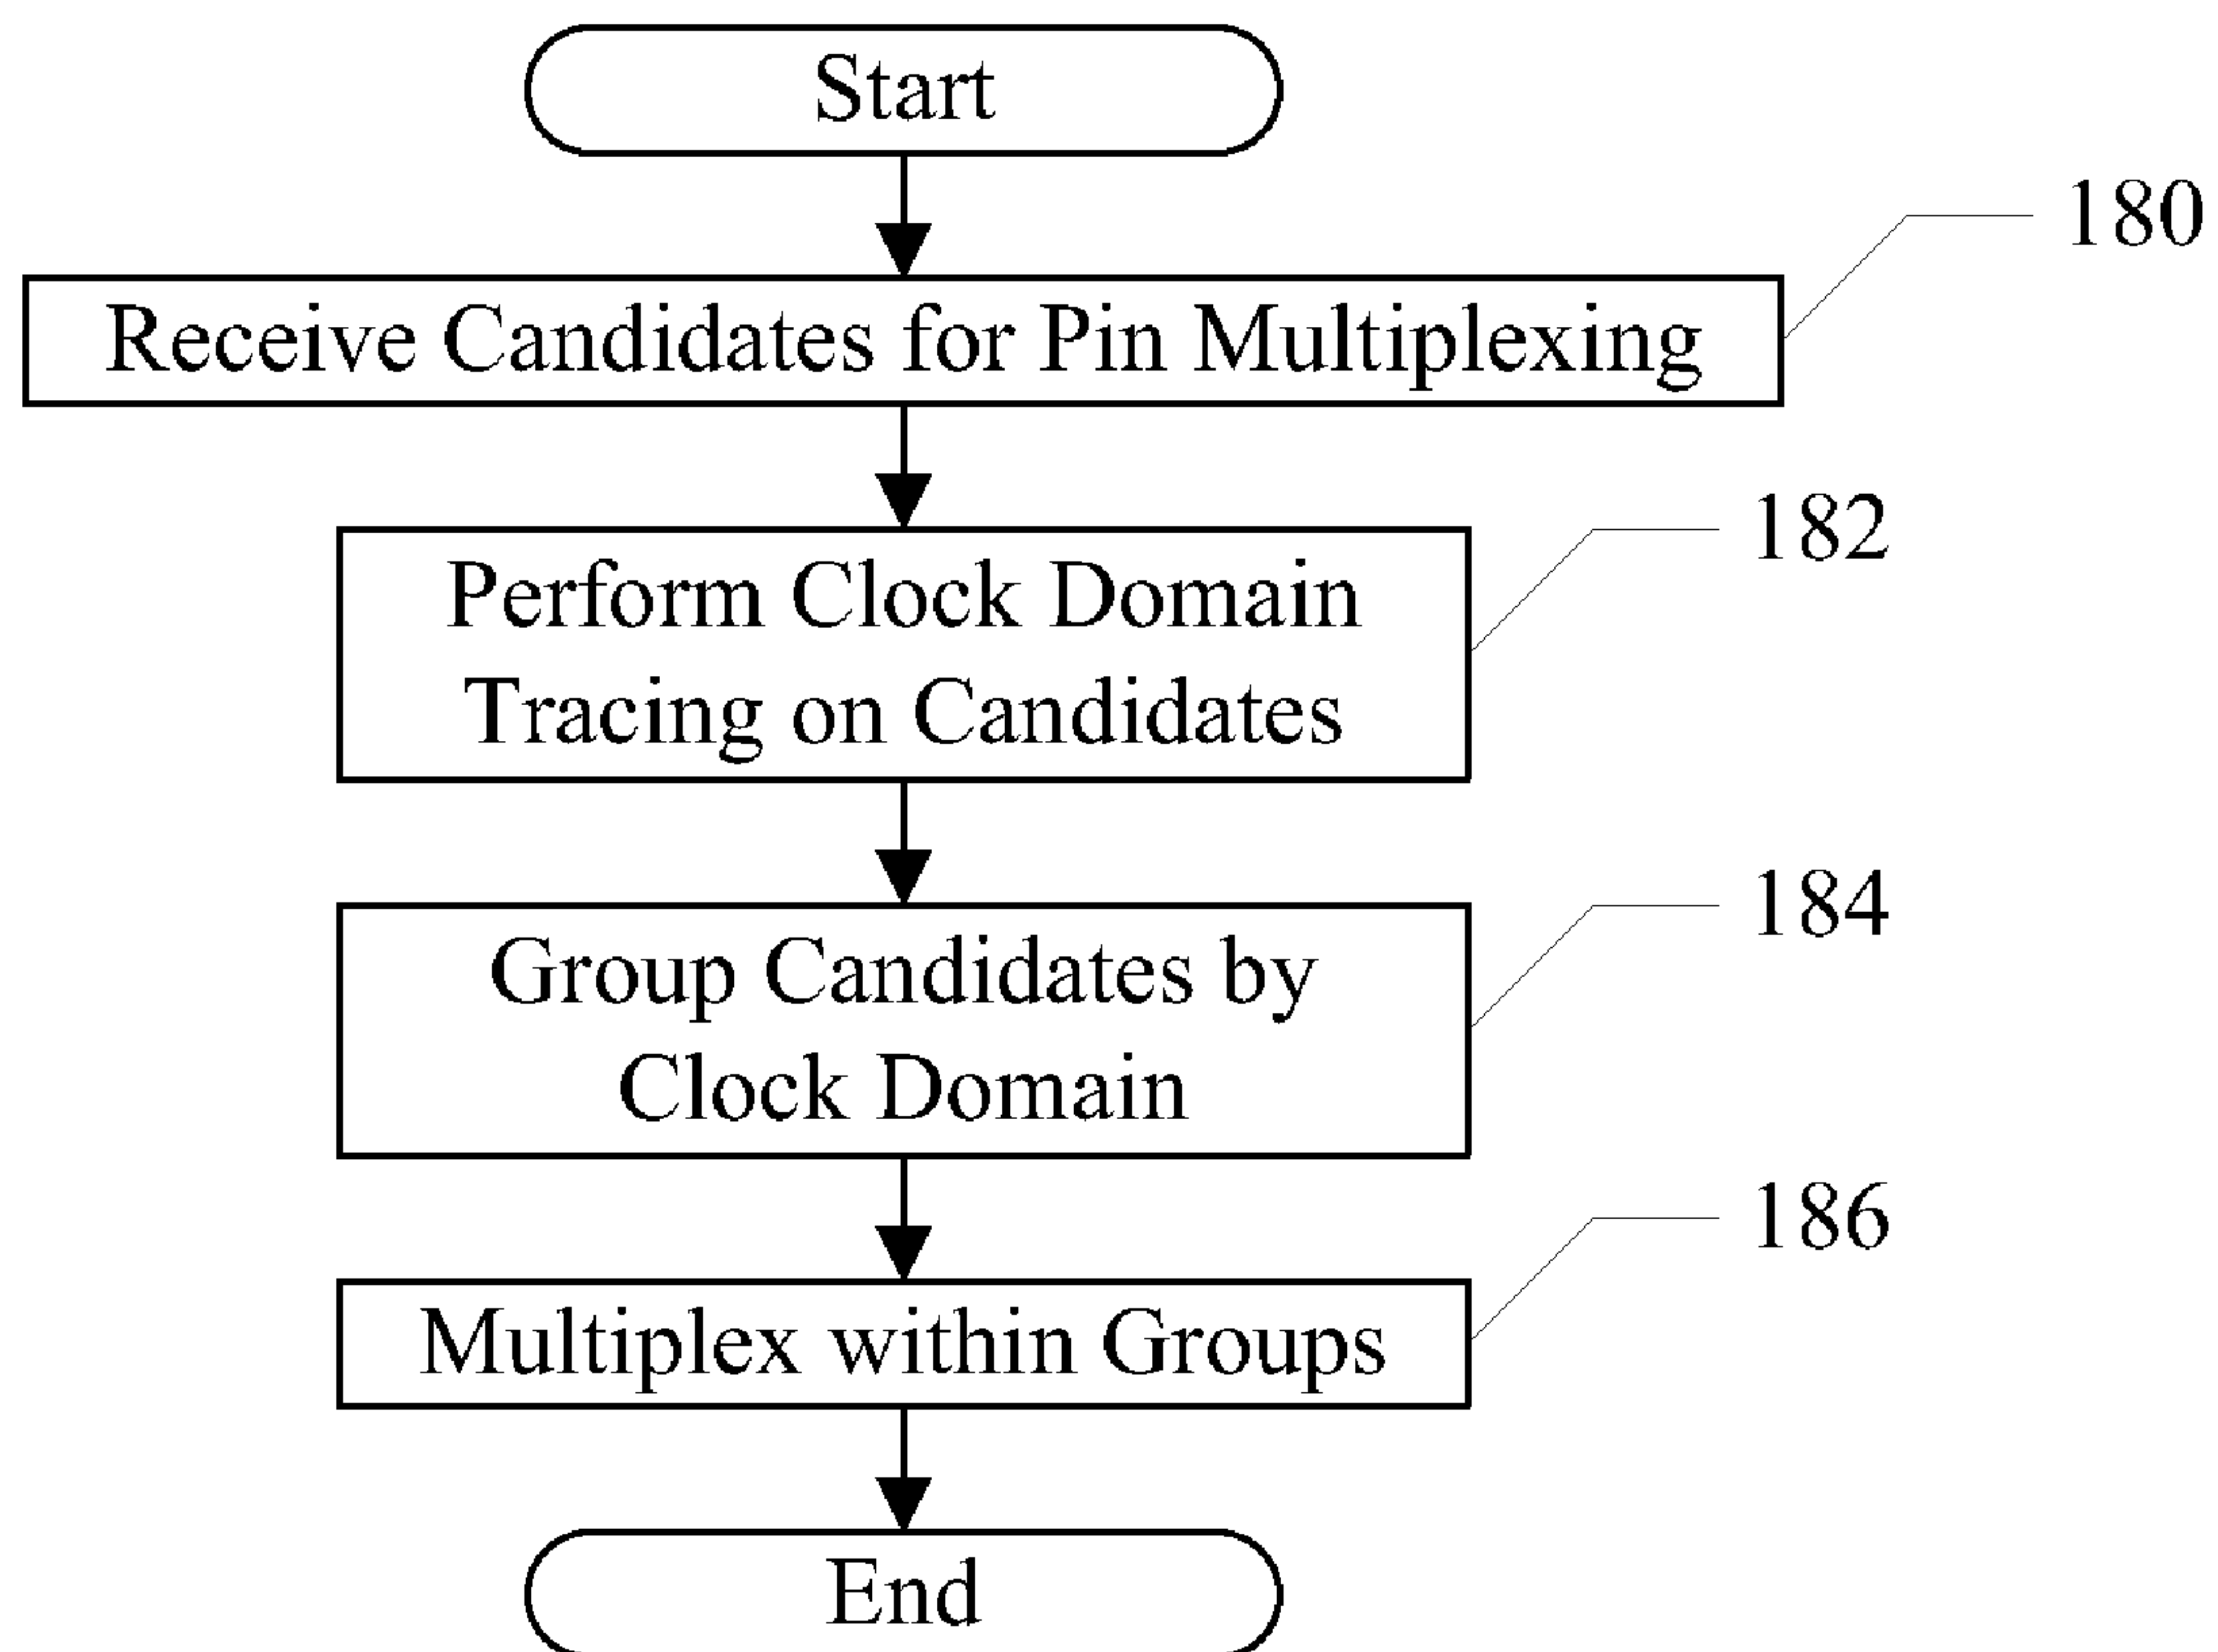 Start
180
Receive Candidates for Pin Multiplexing
182
Perform Clock Domain
Tracing on Candidates
184
Group Candidates by
Clock Domain
186
Multiplex within Groups
End